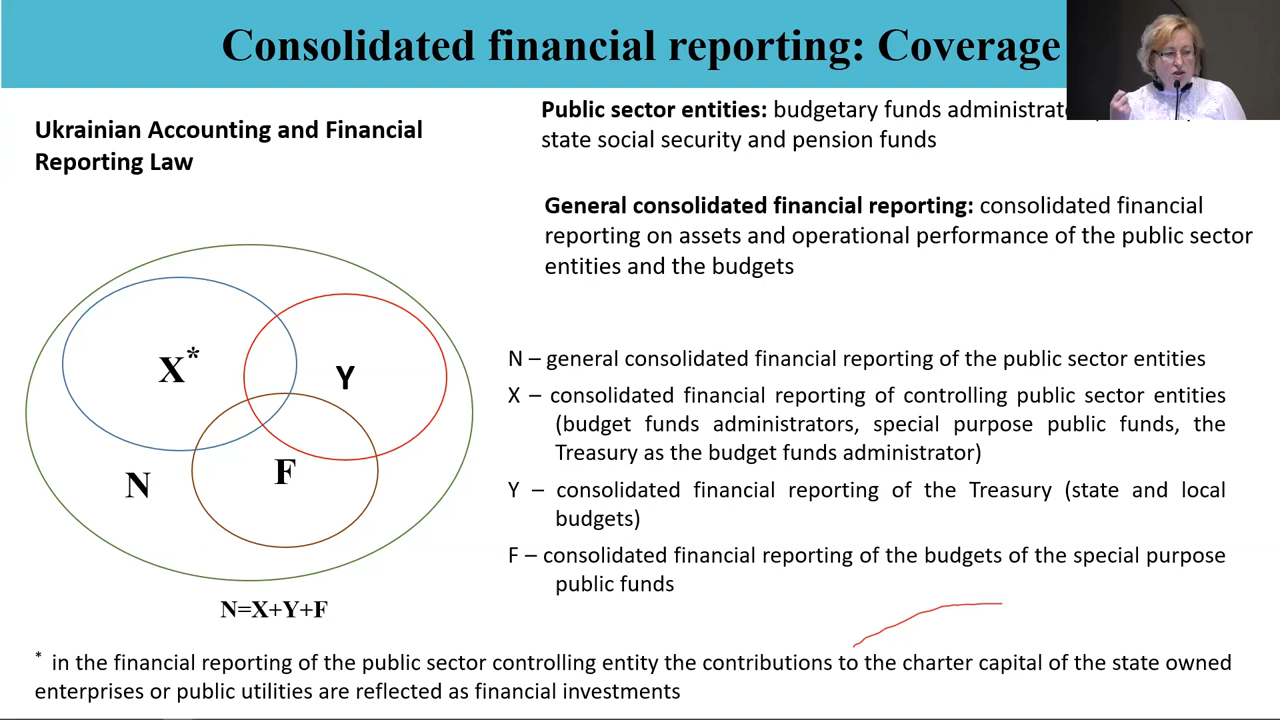 Consolidated financial reporting: Coverage
Ukrainian Accounting and Financial
Reporting Law
Public sector entities: budgetary funds
state social security and pension funds
General consolidated financial reporting: consolidated financial
reporting on assets and operational performance of the public sector
entities and the budgets
X*
Y
N
F
N=X+Y+F
N – general consolidated financial reporting of the public sector entities
X – consolidated financial reporting of controlling public sector entities
(budget funds administrators, special purpose public funds, the
Treasury as the budget funds administrator)
Y – consolidated financial reporting of the Treasury (state and local
budgets)
F – consolidated financial reporting of the budgets of the special purpose
public funds
* in the financial reporting of the public sector controlling entity the contributions to the charter capital of the state owned
enterprises or public utilities are reflected as financial investments